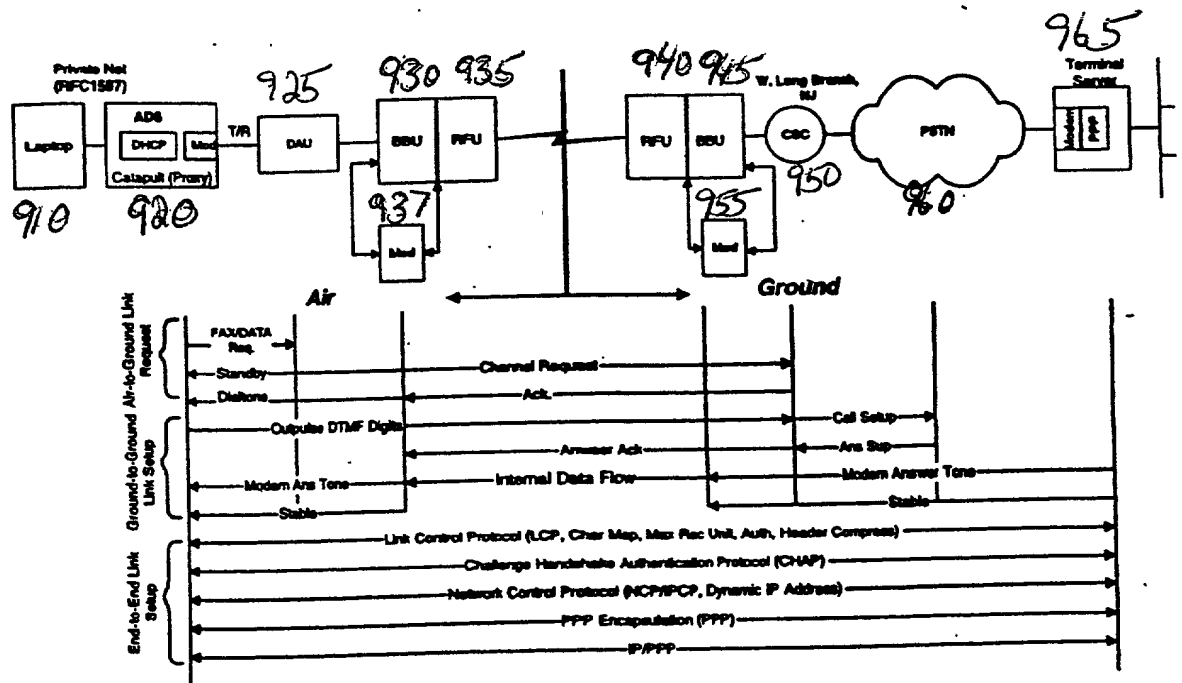 965
925
930 935
940 945
Private Net
(RFC1587)
W. Long Branch,
NJ
Terminal
Server
Laptop
ADS
DHCP
Mod
Catapult (Proxy)
T/R
DAU
BBU
RFU
RFU
BBU
CSC
PSTN
Modem
PPP
910
920
937
Mod
955
Mod
950
960
Air
Ground
Air-to-Ground Link
Request
FAX/DATA
Req.
Standby
Channel Request
Dialtone
Ack.
Ground-to-Ground
Link Setup
Outpulse DTMF Digits
Call Setup
Answer Ack
Ans Sup
Modem Ans Tone
Internal Data Flow
Modem Answer Tone
Stable
Stable
End-to-End Link
Setup
Link Control Protocol (LCP, Char Map, Max Rec Unit, Auth, Header Compress)
Challenge Handshake Authentication Protocol (CHAP)
Network Control Protocol (NCP/IPCP, Dynamic IP Address)
PPP Encapsulation (PPP)
IP/PPP